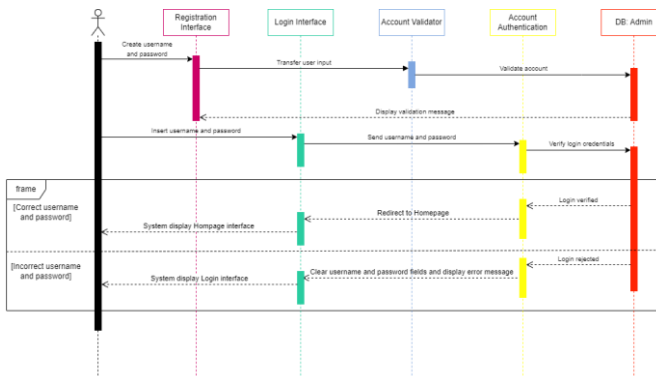 Registration
Interface
Login Interface
Account Validator
Account
Authentication
DB: Admin
Create username
and password
Transfer user input
Validate account
Display validation message
Insert username and password
Send username and password
Verify login credentials
frame
[Correct username
and password]
Login verified
Redirect to Homepage
System display Hompage interface
[Incorrect username
and password]
Login rejected
Clear username and password fields and display error message
System display Login interface